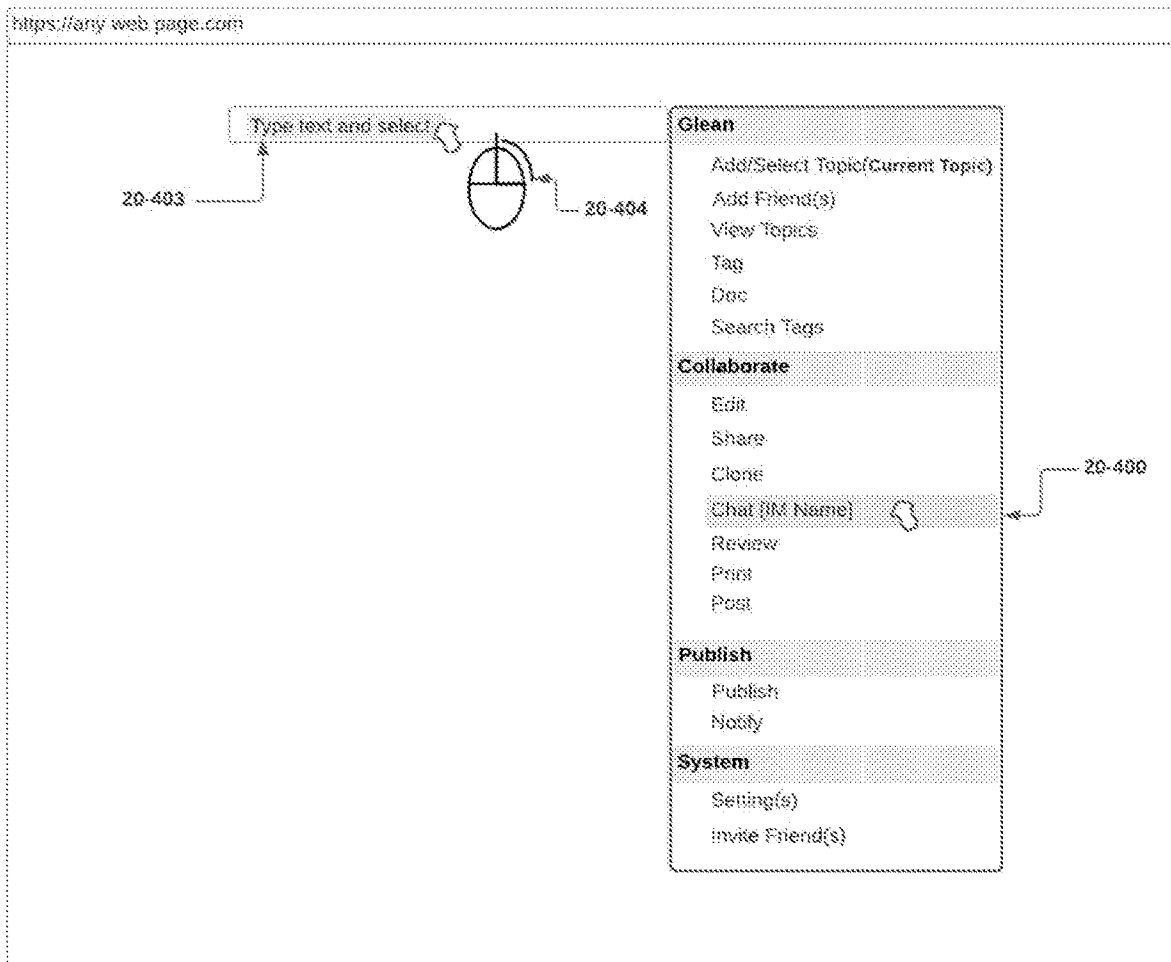 https://any web page.com
Type text and select
20-403
20-404
Glean
Add/Select Topic(Current Topic)
Add Friend(s)
View Topics
Tag
Doc
Search Tags
Collaborate
Edit
Share
Clone
Chat [IM Name]
20-400
Review
Print
Post
Publish
Publish
Notify
System
Setting(s)
Invite Friend(s)